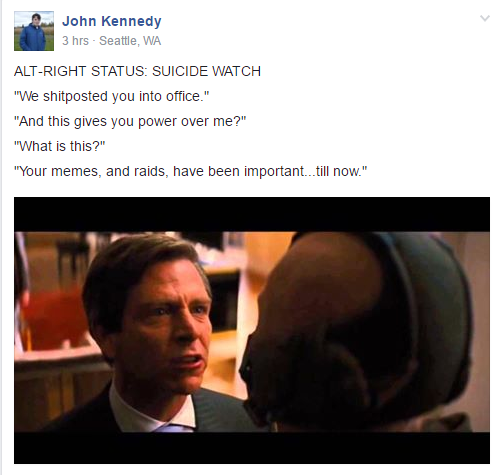 John Kennedy
3 hrs · Seattle, WA
ALT-RIGHT STATUS: SUICIDE WATCH
"We shitposted you into office."
"And this gives you power over me?"
"What is this?"
"Your memes, and raids, have been important...till now."